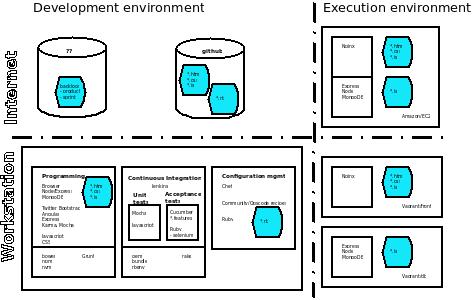 Development environment
Execution environment
Internet
Workstation
??
backlog
- product
- sprint
github
*.htm
*.css
*.js
*.rb
Nginx
*.htm
*.css
*.js
Express
Node
MongoDB
*.js
Amazon/EC2
Programming
Browser
Node/Express
MongoDB
Twitter Bootstrap
Angular
Express
Karma, Mocha
Javascript
CSS
*.htm
*.css
*.js
bower
npm
nvm
Grunt
Continuous Integration
Jenkins
Unit
tests
Mocha
Javascript
Acceptance
tests
Cucumber
*.features
Ruby
- selenium
gem
bundle
rbenv
rake
Configuration mgmt
Chef
Community/Opscode recipes
Ruby
*.rb
Nginx
*.htm
*.css
*.js
Vagrant/front
Express
Node
MongoDB
*.js
Vagrant/db